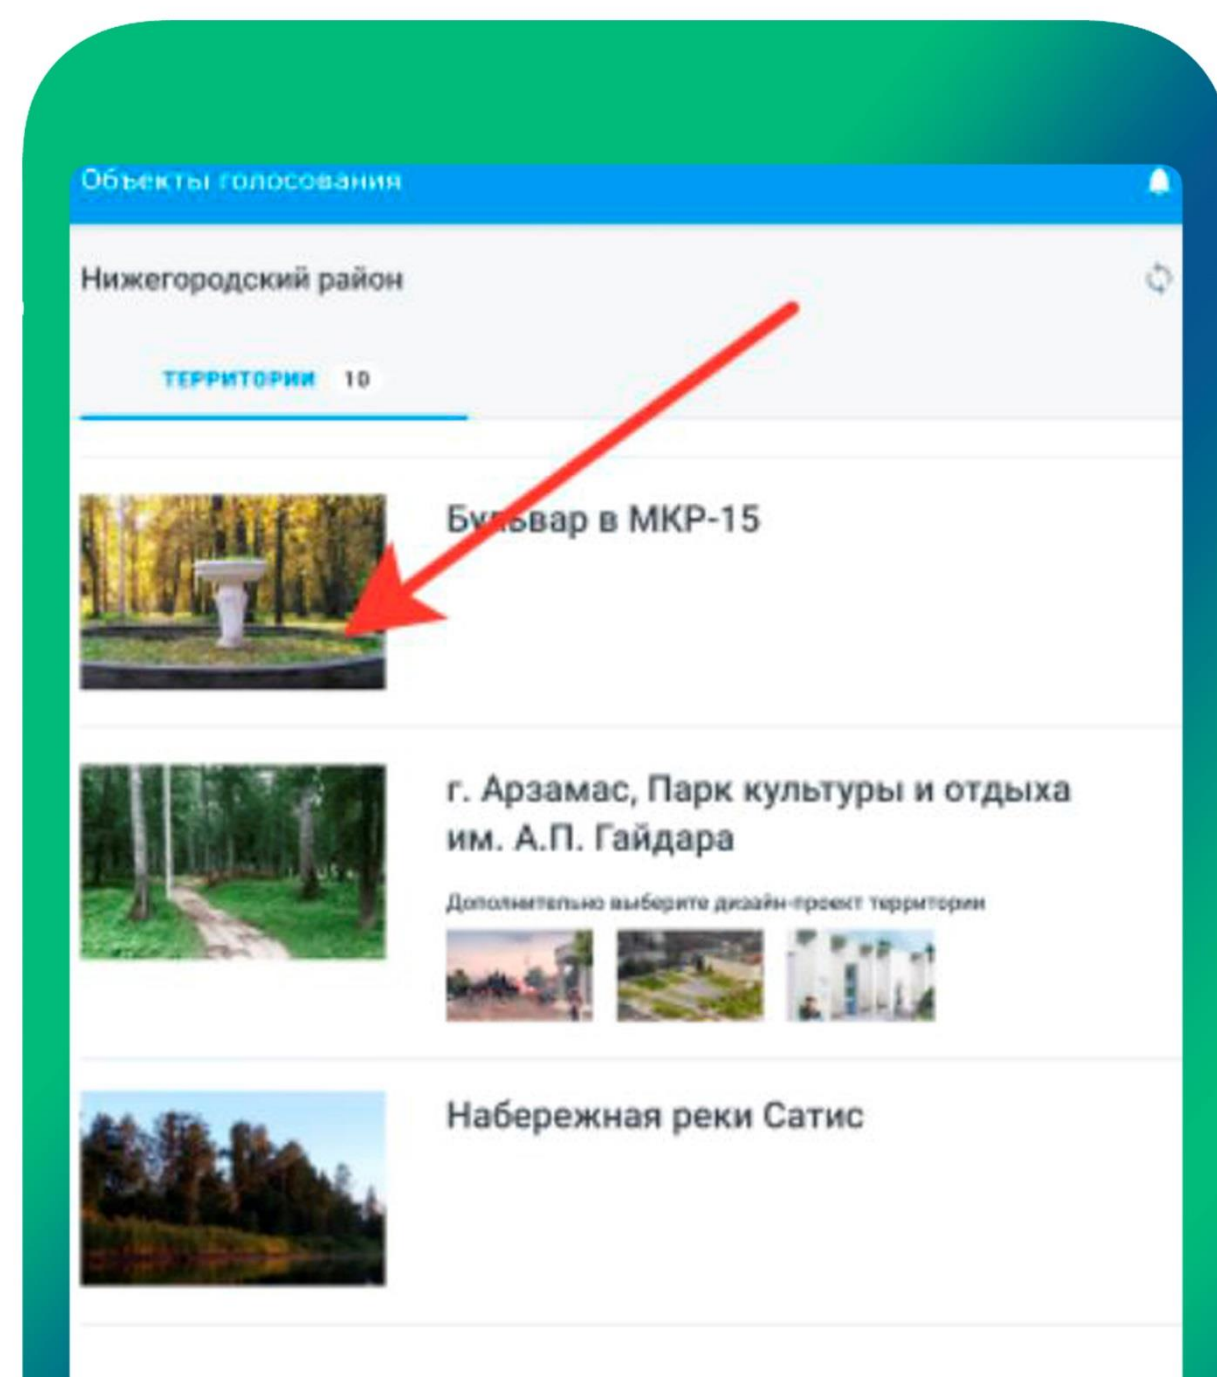 Объекты голосования
Нижегородский район
ТЕРРИТОРИИ 10
Бульвар в МКР-15
г. Арзамас, Парк культуры и отдыха
им. А.П. Гайдара
Дополнительно выберите дизайн-проект территории
Набережная реки Сатис